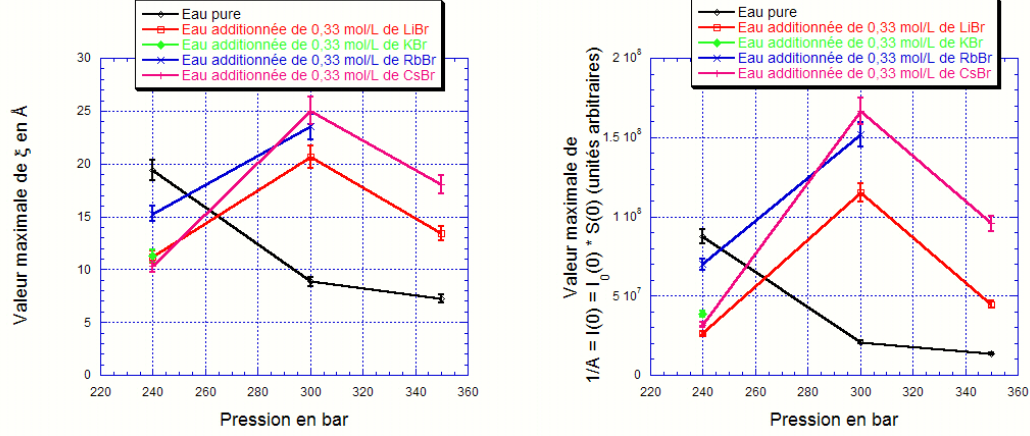 Eau pure
Eau additionnée de 0,33 mol/L de LiBr
Eau additionnée de 0,33 mol/L de KBr
Eau additionnée de 0,33 mol/L de RbBr
Eau additionnée de 0,33 mol/L de CsBr
30
25
20
15
10
5
0
220 240 260 280 300 320 340 360
Valeur maximale de ξ en Å
Pression en bar
Eau pure
Eau additionnée de 0,33 mol/L de LiBr
Eau additionnée de 0,33 mol/L de KBr
Eau additionnée de 0,33 mol/L de RbBr
Eau additionnée de 0,33 mol/L de CsBr
2 10⁸
1.5 10⁸
1 10⁸
5 10⁷
0
220 240 260 280 300 320 340 360
Valeur maximale de
1/A = I(0) = I₀(0) * S(0) (unités arbitraires)
Pression en bar